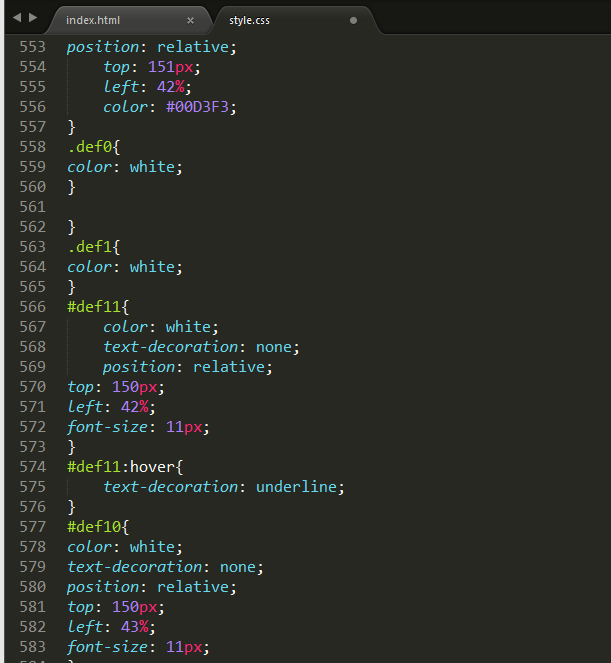 index.html
style.css
553 position: relative;
554 top: 151px;
555 left: 42%;
556 color: #00D3F3;
557 }
558 .def0{
559 color: white;
560 }
561
562 }
563 .def1{
564 color: white;
565 }
566 #def11{
567 color: white;
568 text-decoration: none;
569 position: relative;
570 top: 150px;
571 left: 42%;
572 font-size: 11px;
573 }
574 #def11:hover{
575 text-decoration: underline;
576 }
577 #def10{
578 color: white;
579 text-decoration: none;
580 position: relative;
581 top: 150px;
582 left: 43%;
583 font-size: 11px;